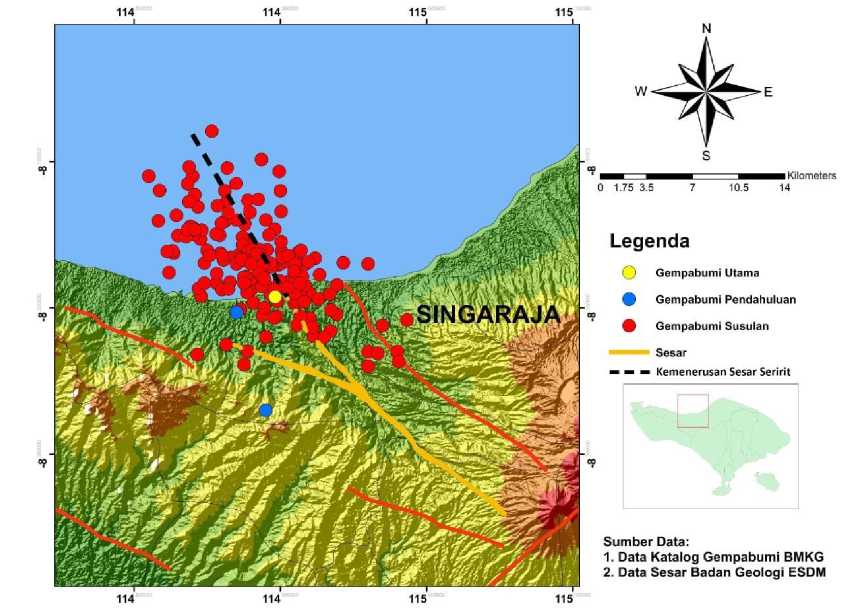 114 114 115 115
N
W E
S
-8 -8
Kilometers
0 1.75 3.5 7 10.5 14
Legenda
Gempabumi Utama
Gempabumi Pendahuluan
-8 -8
SINGARAJA
Gempabumi Susulan
Sesar
Kemenerusan Sesar Seririt
-8 -8
Sumber Data:
1. Data Katalog Gempabumi BMKG
2. Data Sesar Badan Geologi ESDM
114 114 115 115